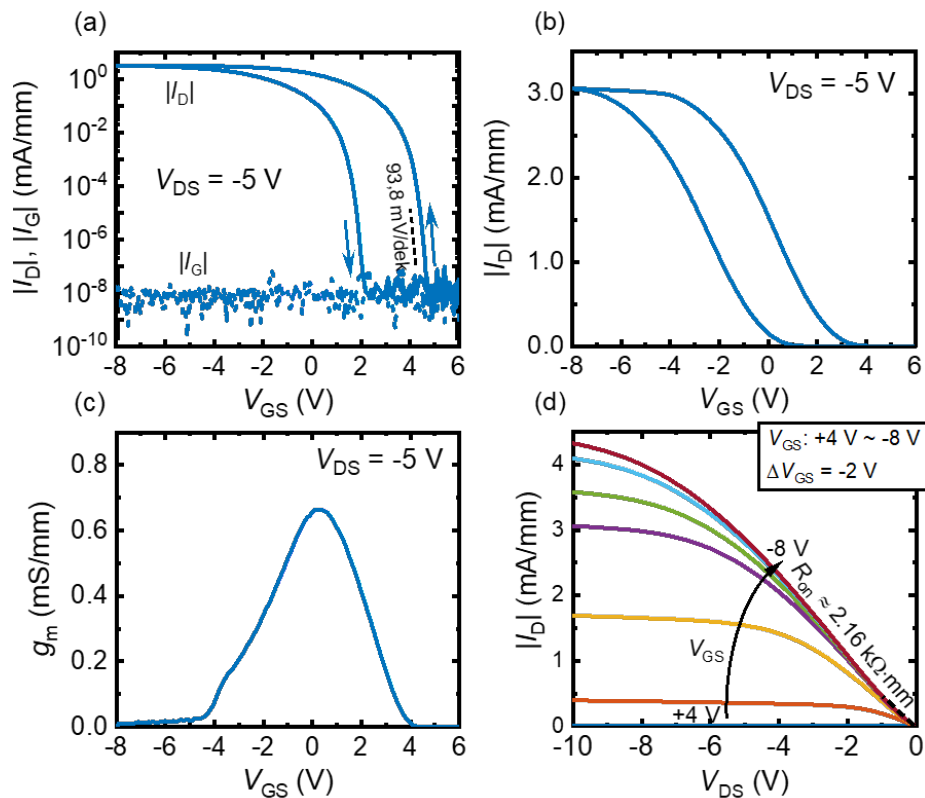 (a)
|I_D|, |I_G| (mA/mm)
10^0
10^-2
10^-4
10^-6
10^-8
10^-10
|I_D|
V_DS = -5 V
93,8 mV/dek
|I_G|
-8 -6 -4 -2 0 2 4 6
V_GS (V)
(b)
|I_D| (mA/mm)
3.0
2.0
1.0
0.0
V_DS = -5 V
-8 -6 -4 -2 0 2 4 6
V_GS (V)
(c)
g_m (mS/mm)
0.8
0.6
0.4
0.2
0.0
V_DS = -5 V
-8 -6 -4 -2 0 2 4 6
V_GS (V)
(d)
|I_D| (mA/mm)
4
3
2
1
0
V_GS: +4 V ~ -8 V
ΔV_GS = -2 V
-8 V
R_on ≈ 2.16 kΩ·mm
V_GS
+4 V
-10 -8 -6 -4 -2 0
V_DS (V)